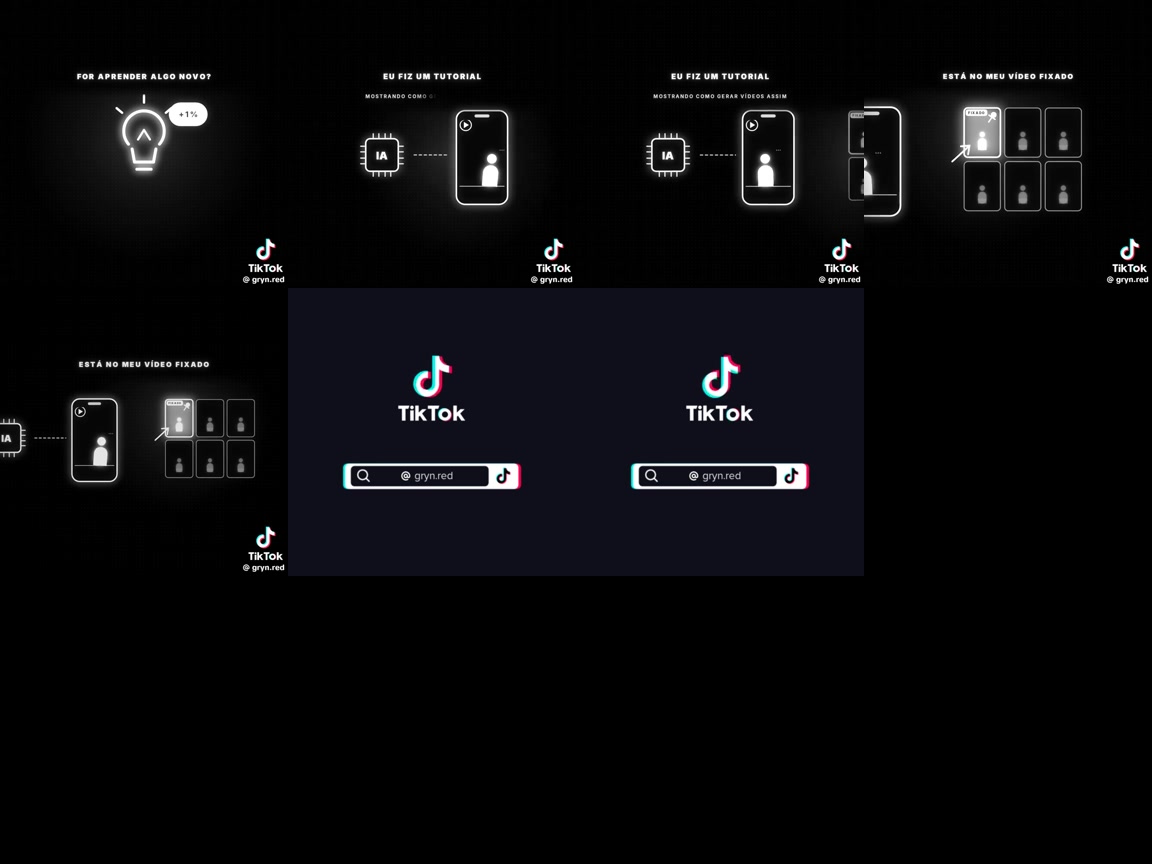 FOR APRENDER ALGO NOVO?
+1%
TikTok
@ gryn.red
EU FIZ UM TUTORIAL
MOSTRANDO COMO
IA
TikTok
@ gryn.red
EU FIZ UM TUTORIAL
MOSTRANDO COMO GERAR VÍDEOS ASSIM
IA
TikTok
@ gryn.red
ESTÁ NO MEU VÍDEO FIXADO
FIXADO
TikTok
@ gryn.red
ESTÁ NO MEU VÍDEO FIXADO
FIXADO
IA
TikTok
@ gryn.red
TikTok
@ gryn.red
TikTok
@ gryn.red